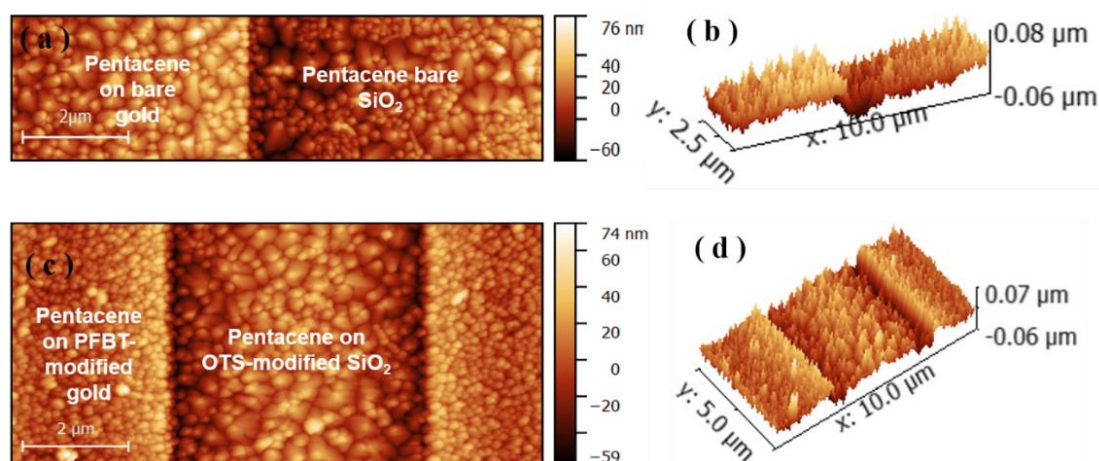 ( a )
Pentacene
on bare
gold
2μm
Pentacene bare
SiO₂
76 nm
40
20
0
−60
( b )
0.08 μm
-0.06 μm
y: 2.5 μm
x: 10.0 μm
( c )
Pentacene
on PFBT-
modified
gold
2 μm
Pentacene on
OTS-modified SiO₂
74 nm
60
40
20
0
−20
−59
( d )
0.07 μm
-0.06 μm
y: 5.0 μm
x: 10.0 μm